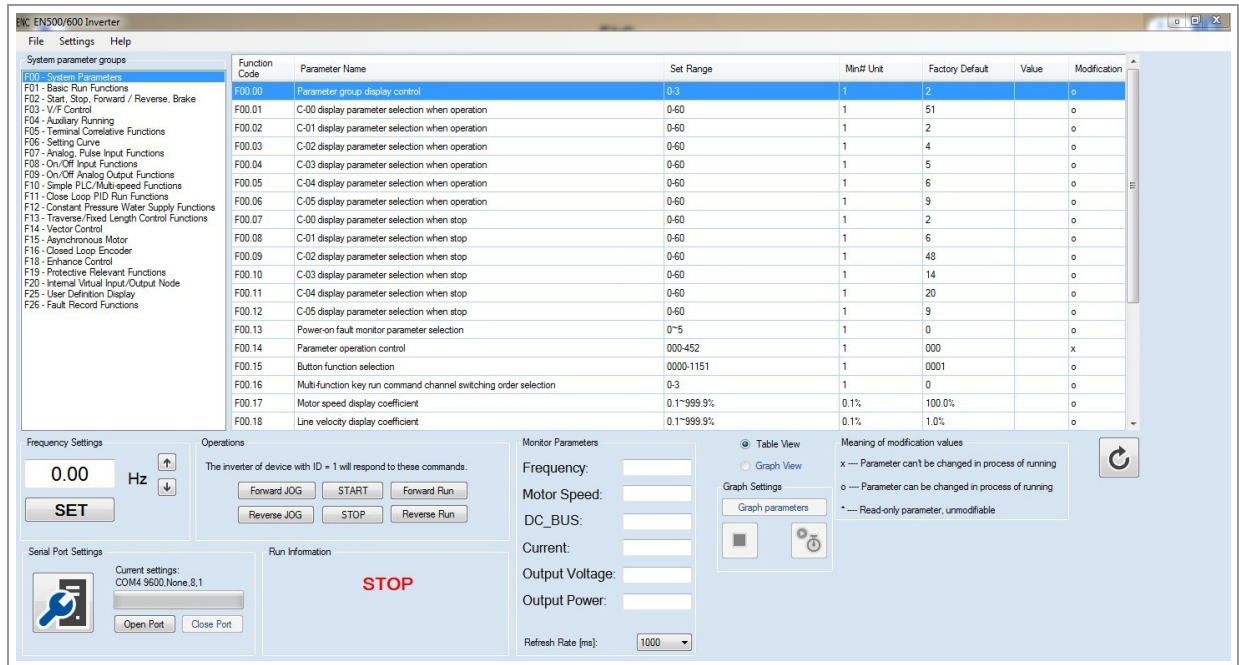 ENC EN500/600 Inverter
File Settings Help
System parameter groups
F00 - System Parameters
F01 - Basic Run Functions
F02 - Start, Stop, Forward / Reverse, Brake
F03 - V/F Control
F04 - Auxiliary Running
F05 - Terminal Correlative Functions
F06 - Setting Curve
F07 - Analog, Pulse Input Functions
F08 - On/Off Input Functions
F09 - On/Off Analog Output Functions
F10 - Simple PLC/Multi-speed Functions
F11 - Close Loop PID Run Functions
F12 - Constant Pressure Water Supply Functions
F13 - Traverse/Fixed Length Control Functions
F14 - Vector Control
F15 - Asynchronous Motor
F16 - Closed Loop Encoder
F18 - Enhance Control
F19 - Protective Relevant Functions
F20 - Internal Virtual Input/Output Node
F25 - User Definition Display
F26 - Fault Record Functions
Function Code Parameter Name Set Range Min# Unit Factory Default Value Modification
F00.00 Parameter group display control 0-3 1 2 o
F00.01 C-00 display parameter selection when operation 0-60 1 51 o
F00.02 C-01 display parameter selection when operation 0-60 1 2 o
F00.03 C-02 display parameter selection when operation 0-60 1 4 o
F00.04 C-03 display parameter selection when operation 0-60 1 5 o
F00.05 C-04 display parameter selection when operation 0-60 1 6 o
F00.06 C-05 display parameter selection when operation 0-60 1 9 o
F00.07 C-00 display parameter selection when stop 0-60 1 2 o
F00.08 C-01 display parameter selection when stop 0-60 1 6 o
F00.09 C-02 display parameter selection when stop 0-60 1 48 o
F00.10 C-03 display parameter selection when stop 0-60 1 14 o
F00.11 C-04 display parameter selection when stop 0-60 1 20 o
F00.12 C-05 display parameter selection when stop 0-60 1 9 o
F00.13 Power-on fault monitor parameter selection 0~5 1 0 o
F00.14 Parameter operation control 000-452 1 000 x
F00.15 Button function selection 0000-1151 1 0001 o
F00.16 Multi-function key run command channel switching order selection 0-3 1 0 o
F00.17 Motor speed display coefficient 0.1~999.9% 0.1% 100.0% o
F00.18 Line velocity display coefficient 0.1~999.9% 0.1% 1.0% o
Frequency Settings
0.00 Hz
SET
Operations
The inverter of device with ID = 1 will respond to these commands.
Forward JOG START Forward Run
Reverse JOG STOP Reverse Run
Serial Port Settings
Current settings:
COM4 9600,None,8,1
Open Port Close Port
Run Information
STOP
Monitor Parameters
Frequency:
Motor Speed:
DC_BUS:
Current:
Output Voltage:
Output Power:
Refresh Rate [ms]: 1000
Table View
Graph View
Graph Settings
Graph parameters
Meaning of modification values
x --- Parameter can't be changed in process of running
o --- Parameter can be changed in process of running
* --- Read-only parameter, unmodifiable